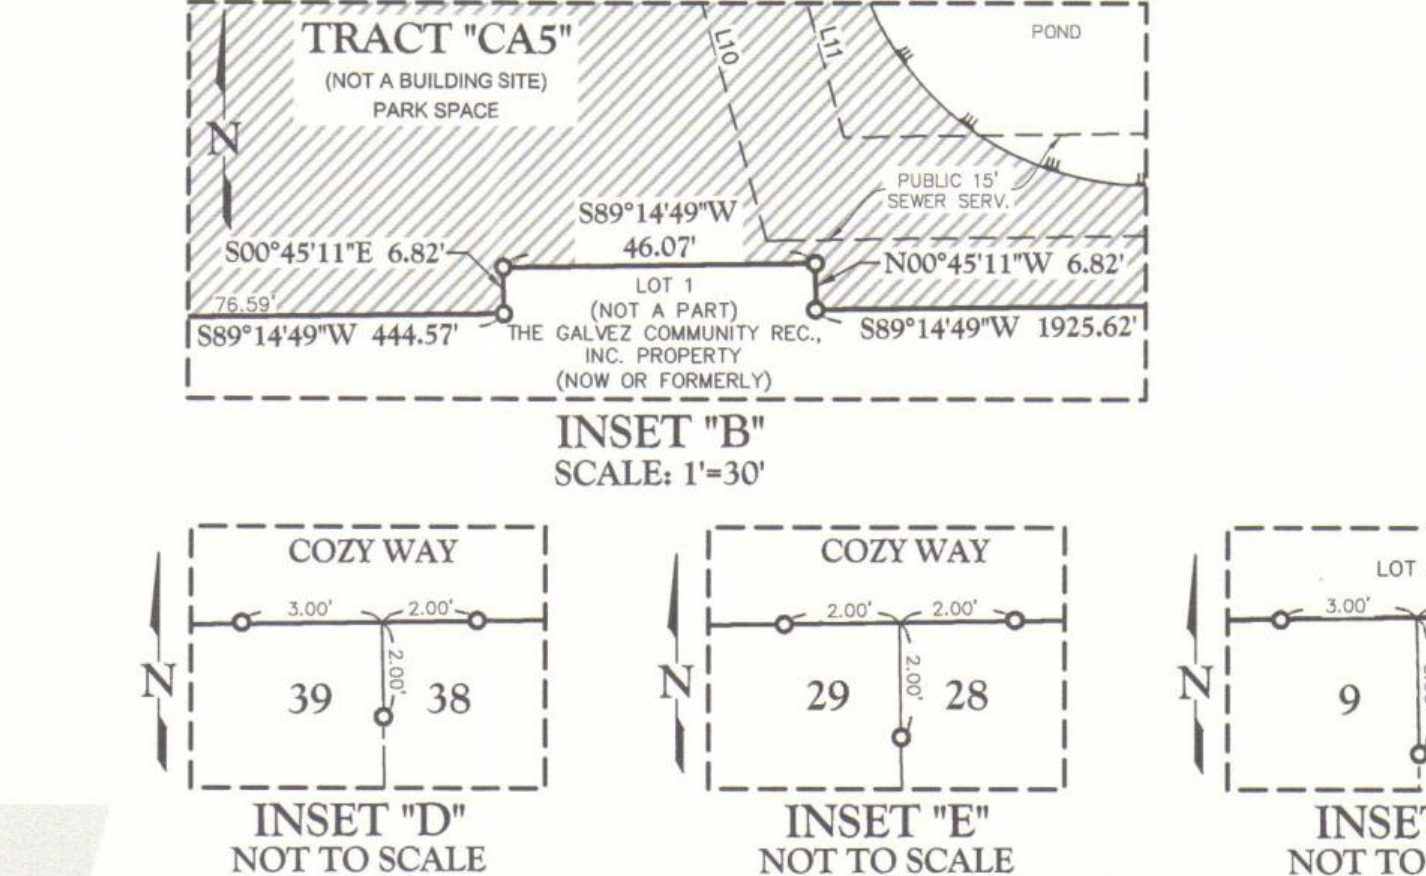 TRACT "CA5"
(NOT A BUILDING SITE)
PARK SPACE
N
L10
L11
POND
PUBLIC 15'
SEWER SERV.
S89°14'49"W
46.07'
S00°45'11"E 6.82'
N00°45'11"W 6.82'
76.59'
S89°14'49"W 444.57'
S89°14'49"W 1925.62'
LOT 1
(NOT A PART)
THE GALVEZ COMMUNITY REC.,
INC. PROPERTY
(NOW OR FORMERLY)
INSET "B"
SCALE: 1'=30'
COZY WAY
3.00'
2.00'
2.00'
N
39
38
INSET "D"
NOT TO SCALE
COZY WAY
2.00'
2.00'
2.00'
N
29
28
INSET "E"
NOT TO SCALE
LOT
3.00'
N
9
INSE
NOT TO